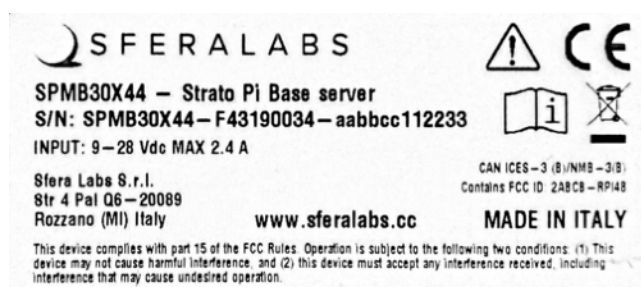 SFERALABS
CE
SPMB30X44 – Strato Pi Base server
S/N: SPMB30X44–F43190034–aabbcc112233
i
INPUT: 9–28 Vdc MAX 2.4 A
CAN ICES–3 (B)/NMB–3(B)
Contains FCC ID: 2ABCB–RPI4B
Sfera Labs S.r.l.
Str 4 Pal Q6–20089
Rozzano (MI) Italy
www.sferalabs.cc
MADE IN ITALY
This device complies with part 15 of the FCC Rules. Operation is subject to the following two conditions: (1) This
device may not cause harmful interference, and (2) this device must accept any interference received, including
interference that may cause undesired operation.